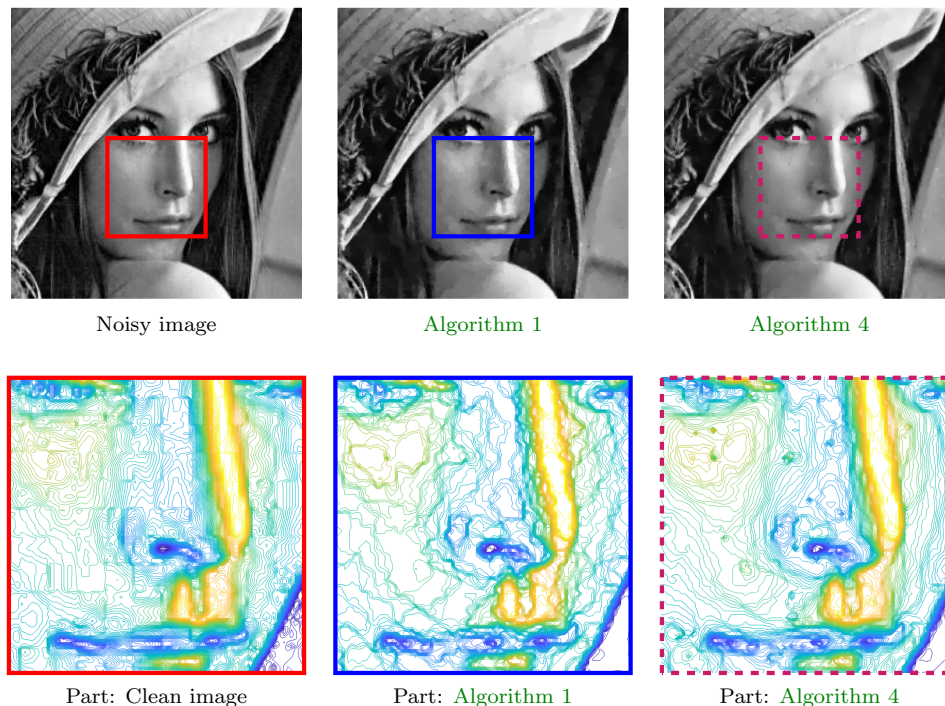 Noisy image
Algorithm 1
Algorithm 4
Part: Clean image
Part: Algorithm 1
Part: Algorithm 4